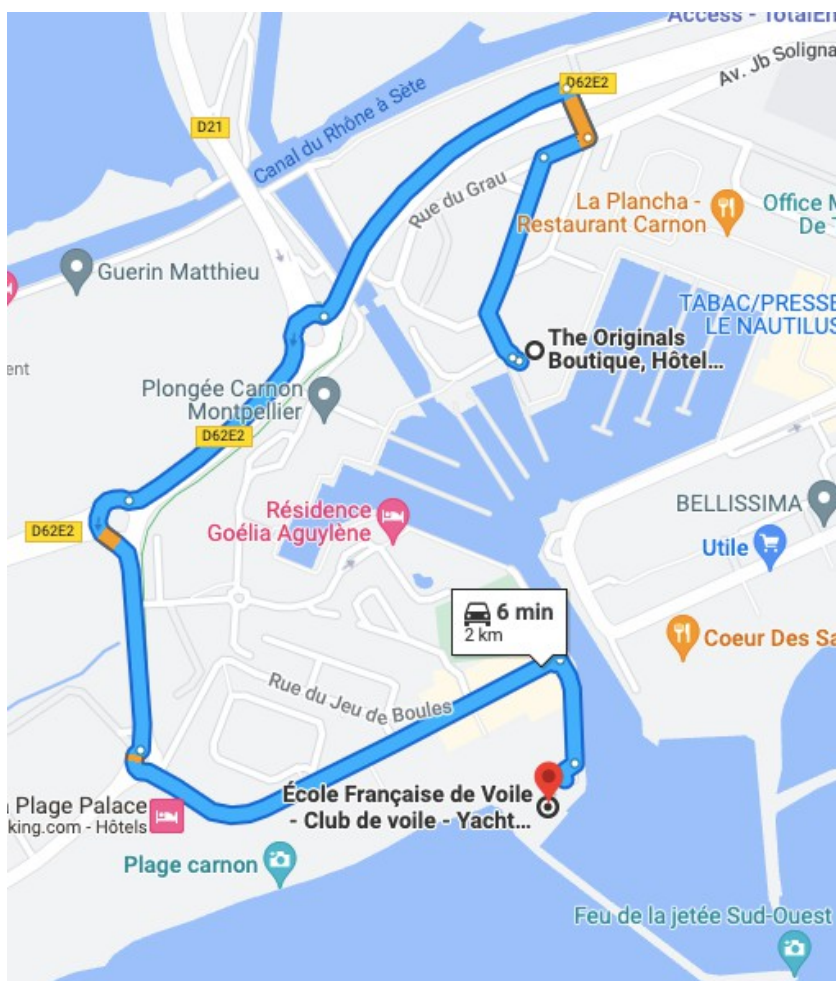 Access - TotalEn
D62E2
Av. Jb Soligna
D21
Canal du Rhône à Sète
Rue du Grau
La Plancha -
Restaurant Carnon
Office M
De T
Guerin Matthieu
TABAC/PRESSE
LE NAUTILUS
The Originals
Boutique, Hôtel...
ent
Plongée Carnon
Montpellier
D62E2
Résidence
Goélia Aguylène
BELLISSIMA
D62E2
Utile
6 min
2 km
Coeur Des Sa
Rue du Jeu de Boules
École Française de Voile
- Club de voile - Yacht...
Plage Palace
king.com - Hôtels
Plage carnon
Feu de la jetée Sud-Ouest